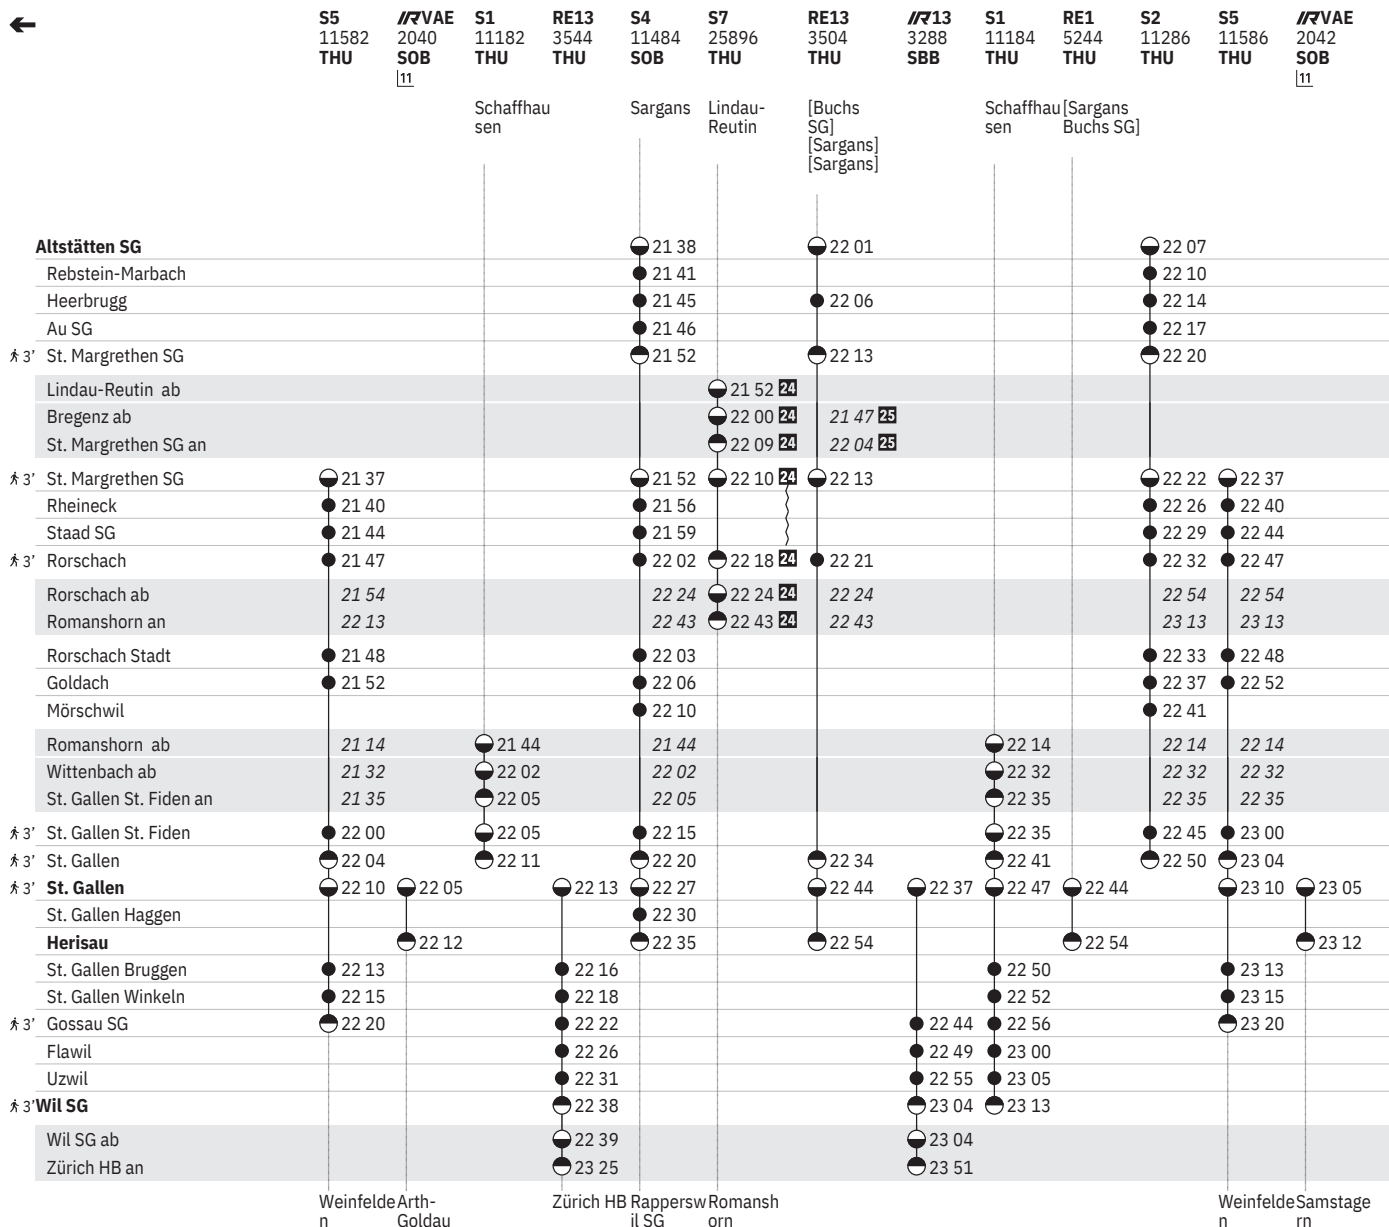 S5 IRVAE S1 RE13 S4 S7 RE13 IR13 S1 RE1 S2 S5 IRVAE
11582 2040 11182 3544 11484 25896 3504 3288 11184 5244 11286 11586 2042
THU SOB THU THU SOB THU THU SBB THU THU THU THU SOB
11 11
Schaffhau Sargans Lindau- [Buchs Schaffhau [Sargans
sen Reutin SG] sen Buchs SG]
[Sargans]
[Sargans]
Altstätten SG 21 38 22 01 22 07
Rebstein-Marbach 21 41 22 10
Heerbrugg 21 45 22 06 22 14
Au SG 21 46 22 17
3' St. Margrethen SG 21 52 22 13 22 20
Lindau-Reutin ab 21 52 24
Bregenz ab 22 00 24 21 47 25
St. Margrethen SG an 22 09 24 22 04 25
3' St. Margrethen SG 21 37 21 52 22 10 24 22 13 22 22 22 37
Rheineck 21 40 21 56 22 26 22 40
Staad SG 21 44 21 59 22 29 22 44
3' Rorschach 21 47 22 02 22 18 24 22 21 22 32 22 47
Rorschach ab 21 54 22 24 22 24 24 22 24 22 54 22 54
Romanshorn an 22 13 22 43 22 43 24 22 43 23 13 23 13
Rorschach Stadt 21 48 22 03 22 33 22 48
Goldach 21 52 22 06 22 37 22 52
Mörschwil 22 10 22 41
Romanshorn ab 21 14 21 44 21 44 22 14 22 14 22 14
Wittenbach ab 21 32 22 02 22 02 22 32 22 32 22 32
St. Gallen St. Fiden an 21 35 22 05 22 05 22 35 22 35 22 35
3' St. Gallen St. Fiden 22 00 22 05 22 15 22 35 22 45 23 00
3' St. Gallen 22 04 22 11 22 20 22 34 22 41 22 50 23 04
3' St. Gallen 22 10 22 05 22 13 22 27 22 44 22 37 22 47 22 44 23 10 23 05
St. Gallen Haggen 22 30
Herisau 22 12 22 35 22 54 22 54 23 12
St. Gallen Bruggen 22 13 22 16 22 50 23 13
St. Gallen Winkeln 22 15 22 18 22 52 23 15
3' Gossau SG 22 20 22 22 22 44 22 56 23 20
Flawil 22 26 22 49 23 00
Uzwil 22 31 22 55 23 05
3' Wil SG 22 38 23 04 23 13
Wil SG ab 22 39 23 04
Zürich HB an 23 25 23 51
Weinfelde Arth- Zürich HB Rappersw Romansh Weinfelde Samstage
n Goldau il SG orn n rn